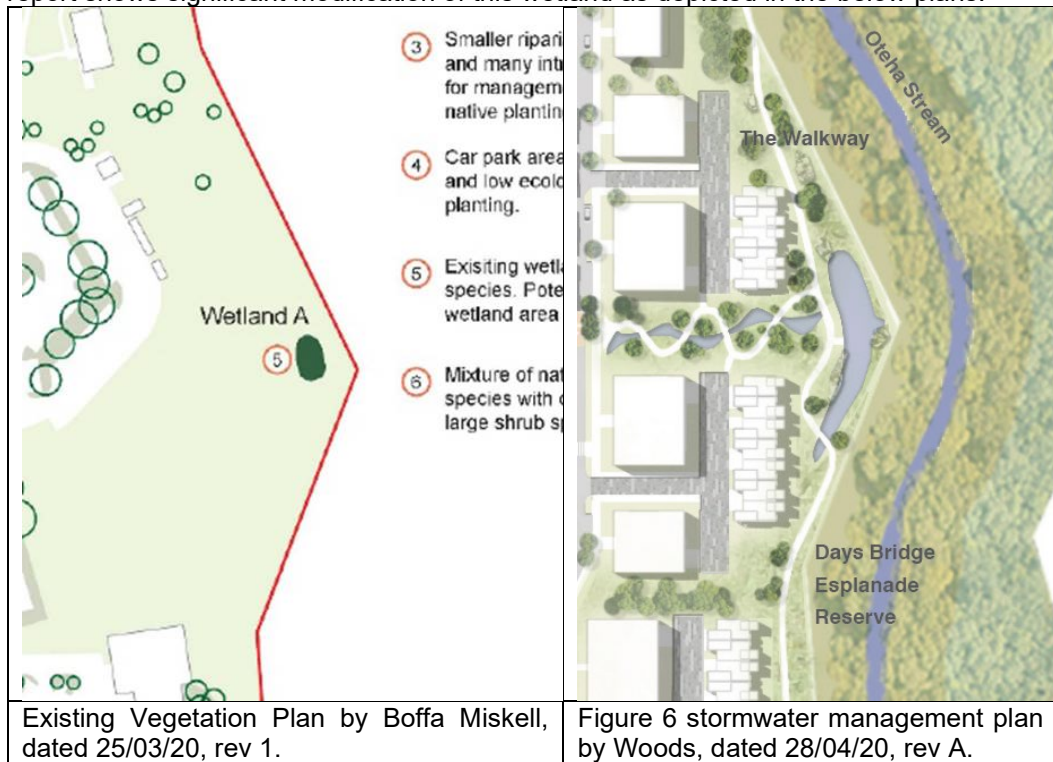 report shows significant modification of this wetland as depicted in the below plans.
3 Smaller ripari
and many int
for managem
native plantin
4 Car park area
and low ecolo
planting.
5 Exisiting wetla
species. Pote
wetland area
6 Mixture of nat
species with
large shrub sp
Wetland A
5
Oteha Stream
The Walkway
Days Bridge
Esplanade
Reserve
Existing Vegetation Plan by Boffa Miskell,
dated 25/03/20, rev 1.
Figure 6 stormwater management plan
by Woods, dated 28/04/20, rev A.